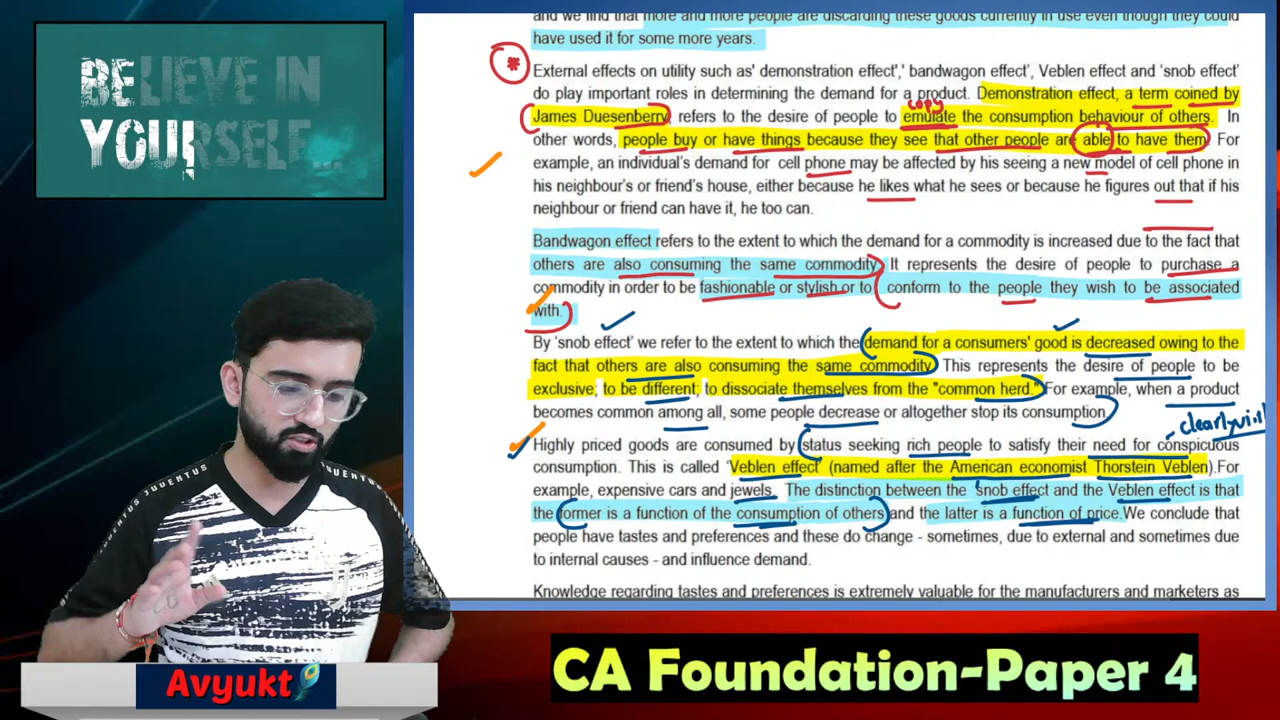 BELIEVE IN
YOURSELF...
and we find that more and more people are discarding these goods currently in use even though they could
have used it for some more years.
External effects on utility such as' demonstration effect',' bandwagon effect', Veblen effect and 'snob effect'
do play important roles in determining the demand for a product. Demonstration effect, a term coined by
copy
James Duesenberry refers to the desire of people to emulate the consumption behaviour of others. In
other words, people buy or have things because they see that other people are able to have them. For
example, an individual's demand for cell phone may be affected by his seeing a new model of cell phone in
his neighbour's or friend's house, either because he likes what he sees or because he figures out that if his
neighbour or friend can have it, he too can.
Bandwagon effect refers to the extent to which the demand for a commodity is increased due to the fact that
others are also consuming the same commodity. It represents the desire of people to purchase a
commodity in order to be fashionable or stylish or to conform to the people they wish to be associated
with.
By 'snob effect' we refer to the extent to which the demand for a consumers' good is decreased owing to the
fact that others are also consuming the same commodity. This represents the desire of people to be
exclusive; to be different; to dissociate themselves from the "common herd." For example, when a product
becomes common among all, some people decrease or altogether stop its consumption
Highly priced goods are consumed by status seeking rich people to satisfy their need for conspicuous
consumption. This is called 'Veblen effect' (named after the American economist Thorstein Veblen).For
example, expensive cars and jewels. The distinction between the 'snob effect and the Veblen effect is that
the former is a function of the consumption of others and the latter is a function of price.We conclude that
people have tastes and preferences and these do change - sometimes, due to external and sometimes due
to internal causes - and influence demand.
Knowledge regarding tastes and preferences is extremely valuable for the manufacturers and marketers as
JUVENTUS JUVENTUS
Avyukt
CA Foundation-Paper 4